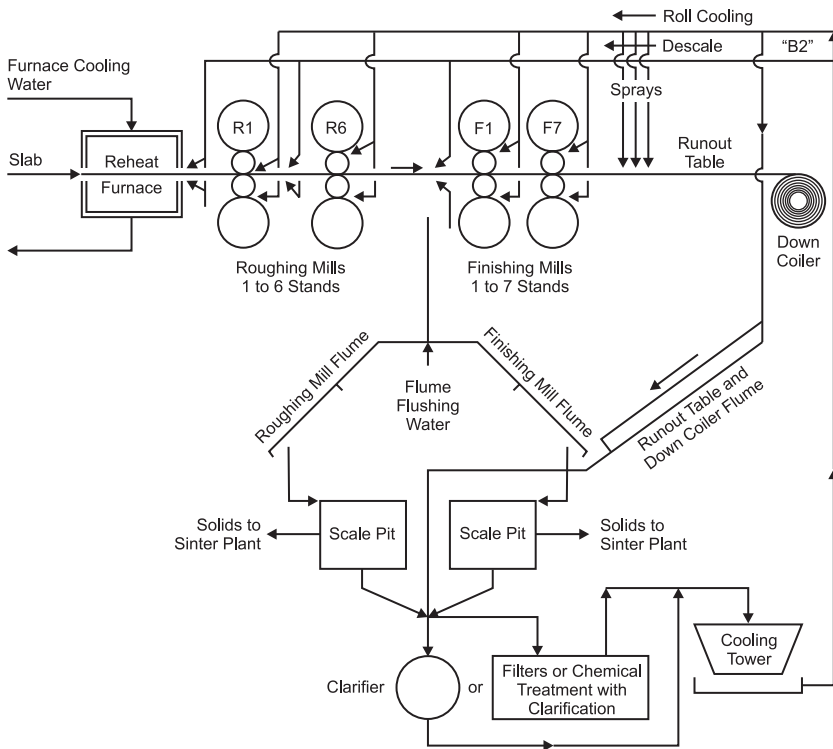 Roll Cooling
Descale
“B2”
Furnace Cooling
Water
Sprays
R1
R6
F1
F7
Slab
Reheat
Furnace
Runout
Table
Down
Coiler
Roughing Mills
1 to 6 Stands
Finishing Mills
1 to 7 Stands
Roughing Mill Flume
Flume
Flushing
Water
Finishing Mill Flume
Runout Table and
Down Coiler Flume
Solids to
Sinter Plant
Scale Pit
Scale Pit
Solids to
Sinter Plant
Clarifier
or
Filters or Chemical
Treatment with
Clarification
Cooling
Tower